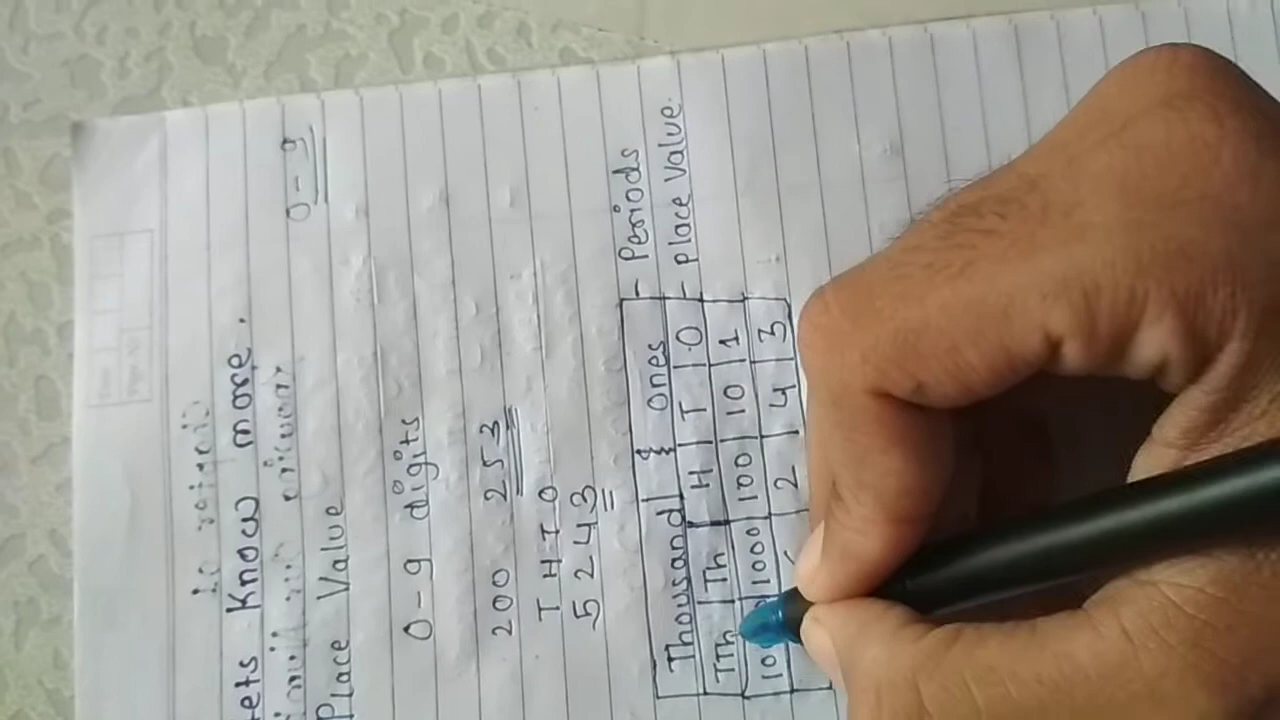 Lets Know more.
0-9
Place Value
0-9 digits
200 253
T H T O
5 2 4 3
Thousand Ones - Periods
TTh Th H T O - Place Value.
1000 100 10 1
2 4 3